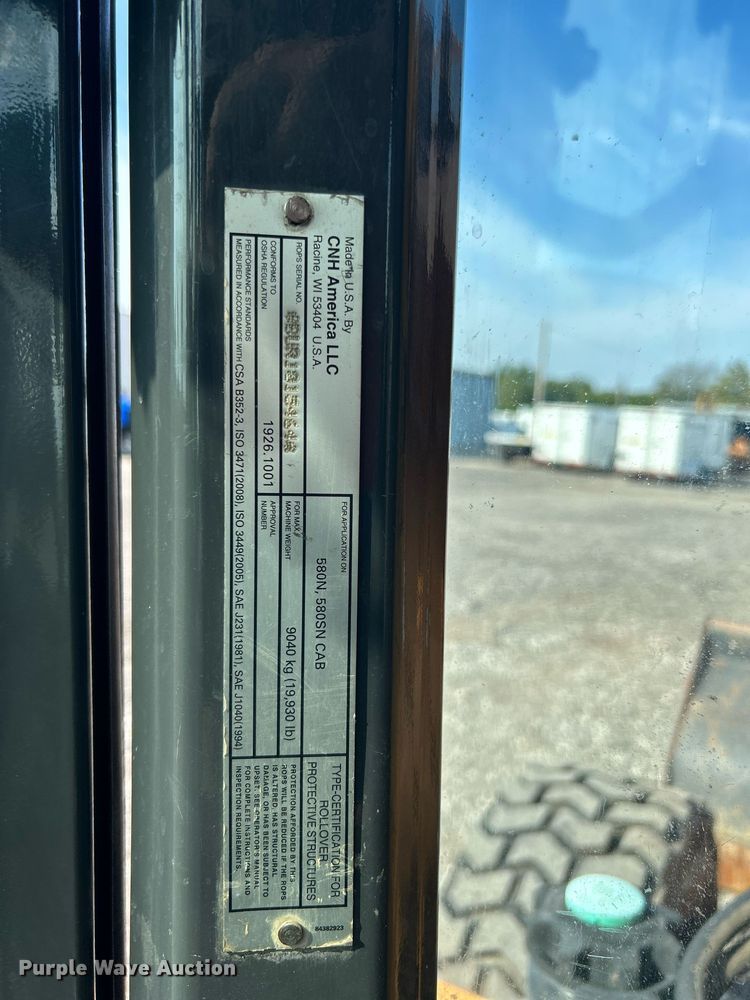 Made in U.S.A. By
CNH America LLC
Racine, WI 53404 U.S.A.
FOR APPLICATION ON
580N, 580SN CAB
TYPE-CERTIFICATION FOR
ROLLOVER
PROTECTIVE STRUCTURES
ROPS SERIAL NO.
FOR MAX.
MACHINE WEIGHT
9040 kg (19,930 lb)
CONFORMS TO
OSHA REGULATION
1926.1001
APPROVAL
NUMBER
PERFORMANCE STANDARDS
MEASURED IN ACCORDANCE WITH CSA B352-3, ISO 3471(2008), ISO 3449(2005), SAE J231(1981), SAE J1040(1994)
PROTECTION AFFORDED BY THIS
ROPS WILL BE REDUCED IF THE ROPS
IS ALTERED, HAS STRUCTURAL
DAMAGE, OR HAS BEEN SUBJECT TO
UPSET. SEE OPERATOR'S MANUAL
FOR COMPLETE INSTRUCTIONS AND
INSPECTION REQUIREMENTS.
84382923
Purple Wave Auction